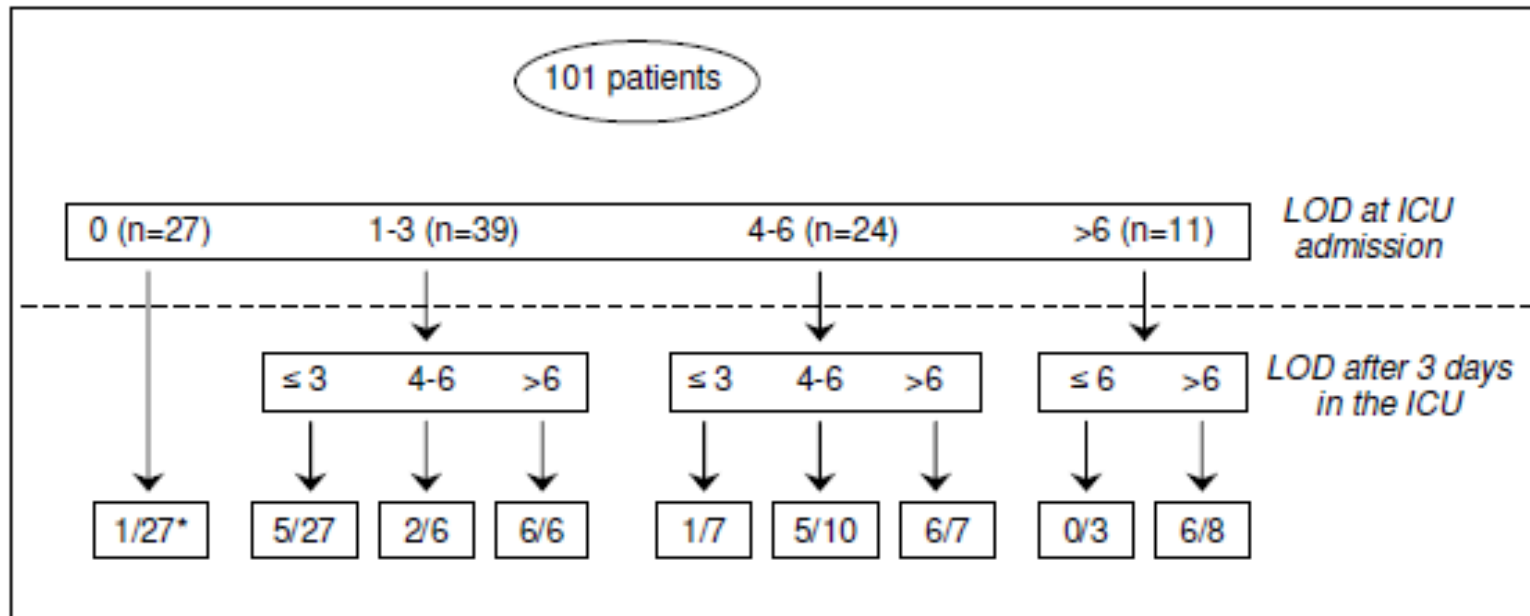 101 patients
0 (n=27) 1-3 (n=39) 4-6 (n=24) >6 (n=11)
LOD at ICU
admission
≤ 3 4-6 >6 ≤ 3 4-6 >6 ≤ 6 >6
LOD after 3 days
in the ICU
1/27* 5/27 2/6 6/6 1/7 5/10 6/7 0/3 6/8